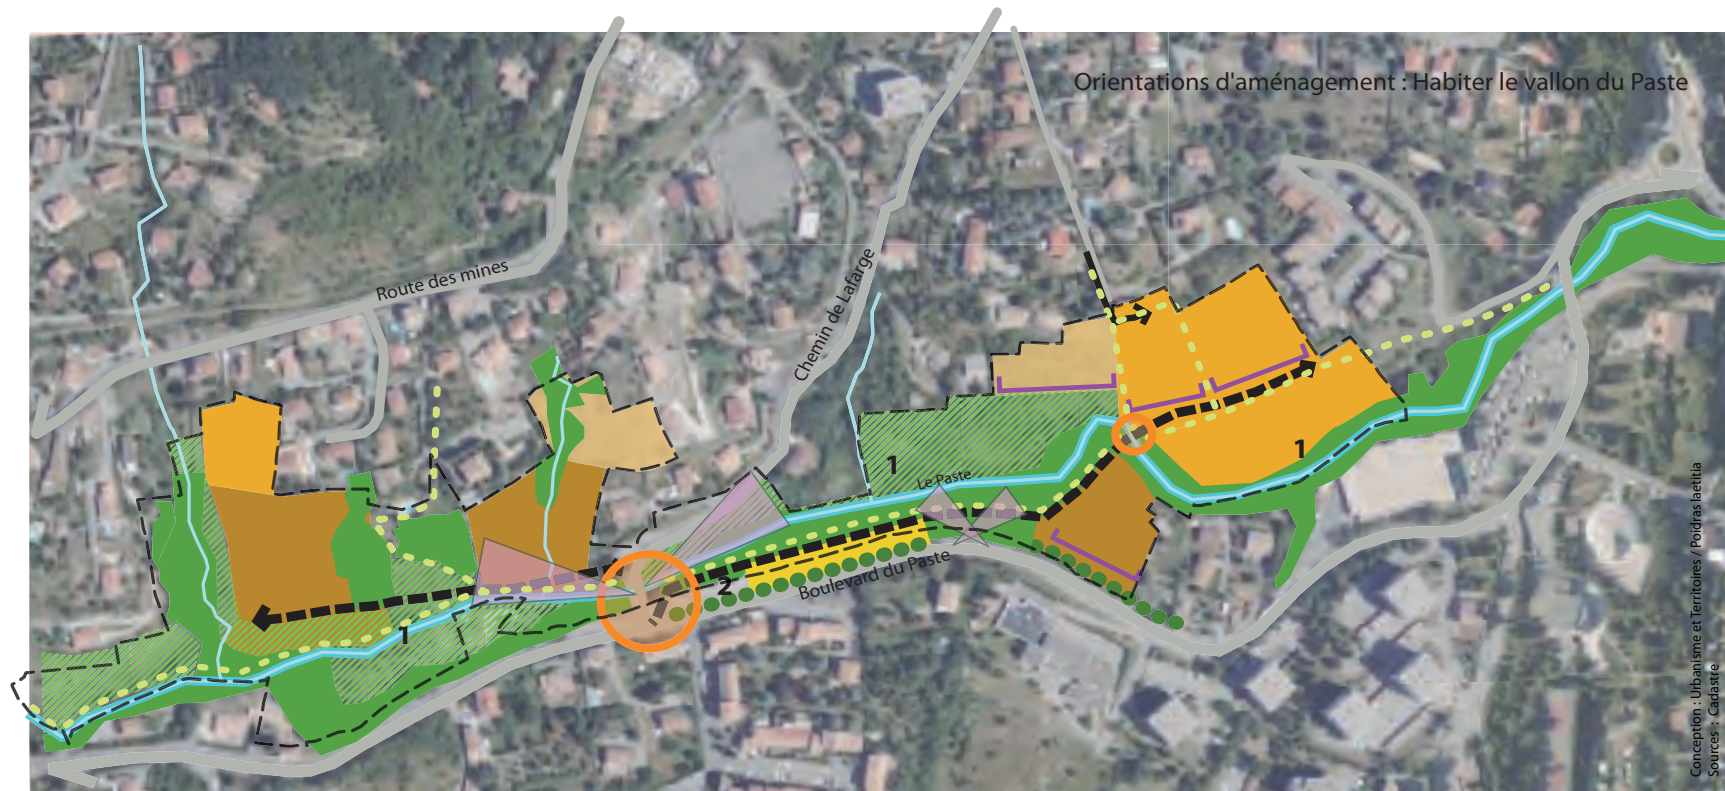 Orientations d'aménagement : Habiter le vallon du Paste
Route des mines
Chemin de Lafarge
1
1
Le Paste
2
Boulevard du Paste
1
Conception : Urbanisme et Territoires / Poidras laetitia
Sources : Cadastre